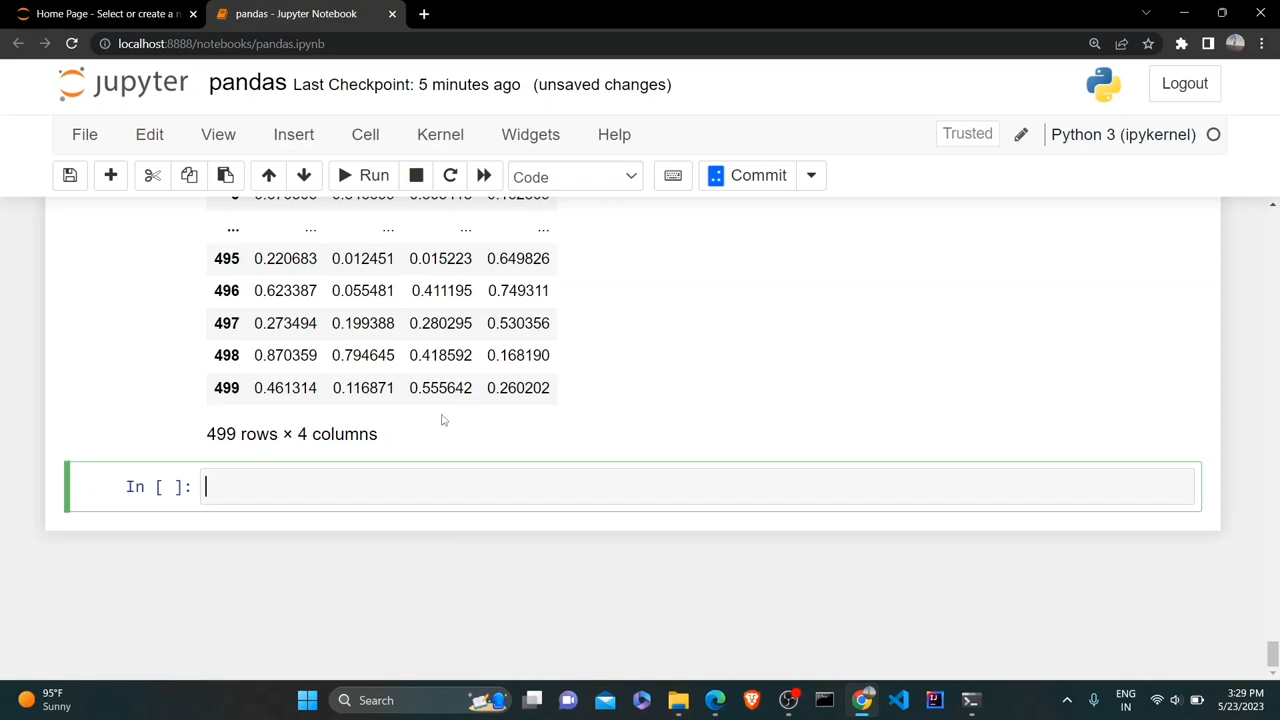 Home Page - Select or create a n
pandas - Jupyter Notebook
localhost:8888/notebooks/pandas.ipynb
jupyter pandas Last Checkpoint: 5 minutes ago (unsaved changes)
Logout
File Edit View Insert Cell Kernel Widgets Help
Trusted
Python 3 (ipykernel)
Run
Code
Commit
... ... ... ... ...
495 0.220683 0.012451 0.015223 0.649826
496 0.623387 0.055481 0.411195 0.749311
497 0.273494 0.199388 0.280295 0.530356
498 0.870359 0.794645 0.418592 0.168190
499 0.461314 0.116871 0.555642 0.260202
499 rows × 4 columns
In [ ]:
95°F
Sunny
Search
ENG
IN
3:29 PM
5/23/2023